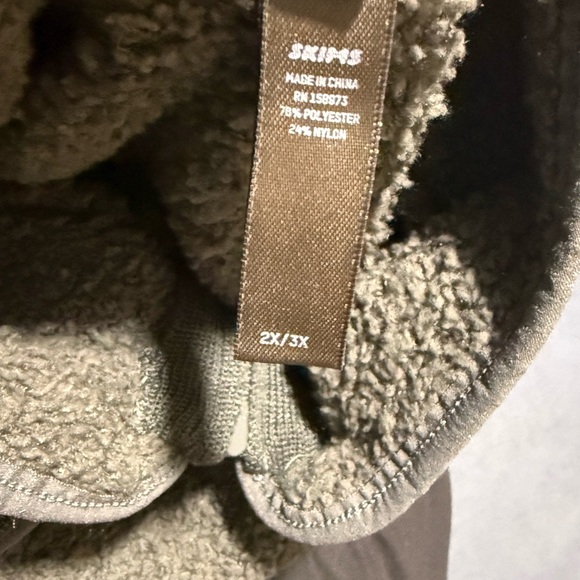 SKIMS
MADE IN CHINA
RN 158973
76% POLYESTER
24% NYLON
2X/3X